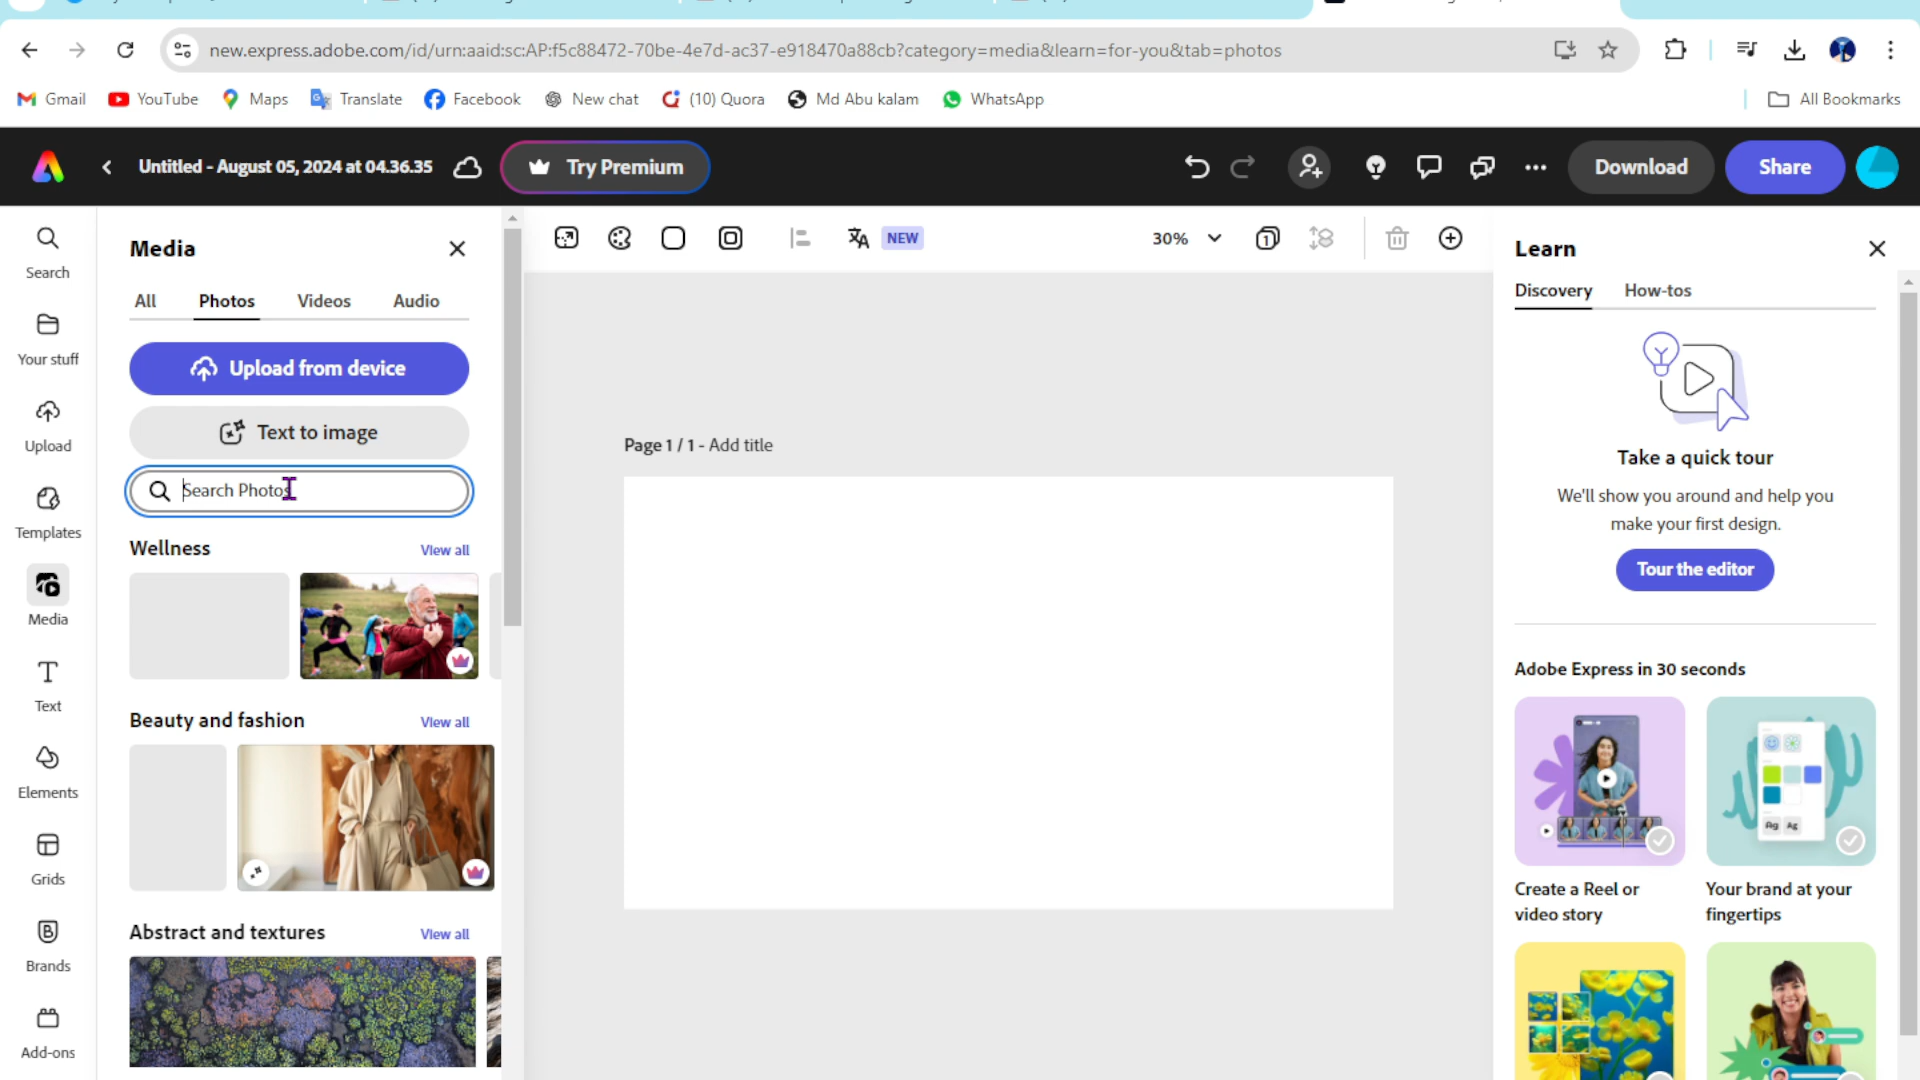 new.express.adobe.com/id/urn:aaid:sc:AP:f5c88472-70be-4e7d-ac37-e918470a88cb?category=media&learn=for-you&tab=photos
Gmail YouTube Maps Translate Facebook New chat (10) Quora Md Abu kalam WhatsApp All Bookmarks
Untitled - August 05, 2024 at 04.36.35 Try Premium Download Share
Search
Your stuff
Upload
Templates
Media
Text
Elements
Grids
Brands
Add-ons
Media
All Photos Videos Audio
Upload from device
Text to image
Search Photos
Wellness View all
Beauty and fashion View all
Abstract and textures View all
NEW 30% 1
Page 1 / 1 - Add title
Learn
Discovery How-tos
Take a quick tour
We'll show you around and help you
make your first design.
Tour the editor
Adobe Express in 30 seconds
Ag Ag
Create a Reel or
video story
Your brand at your
fingertips